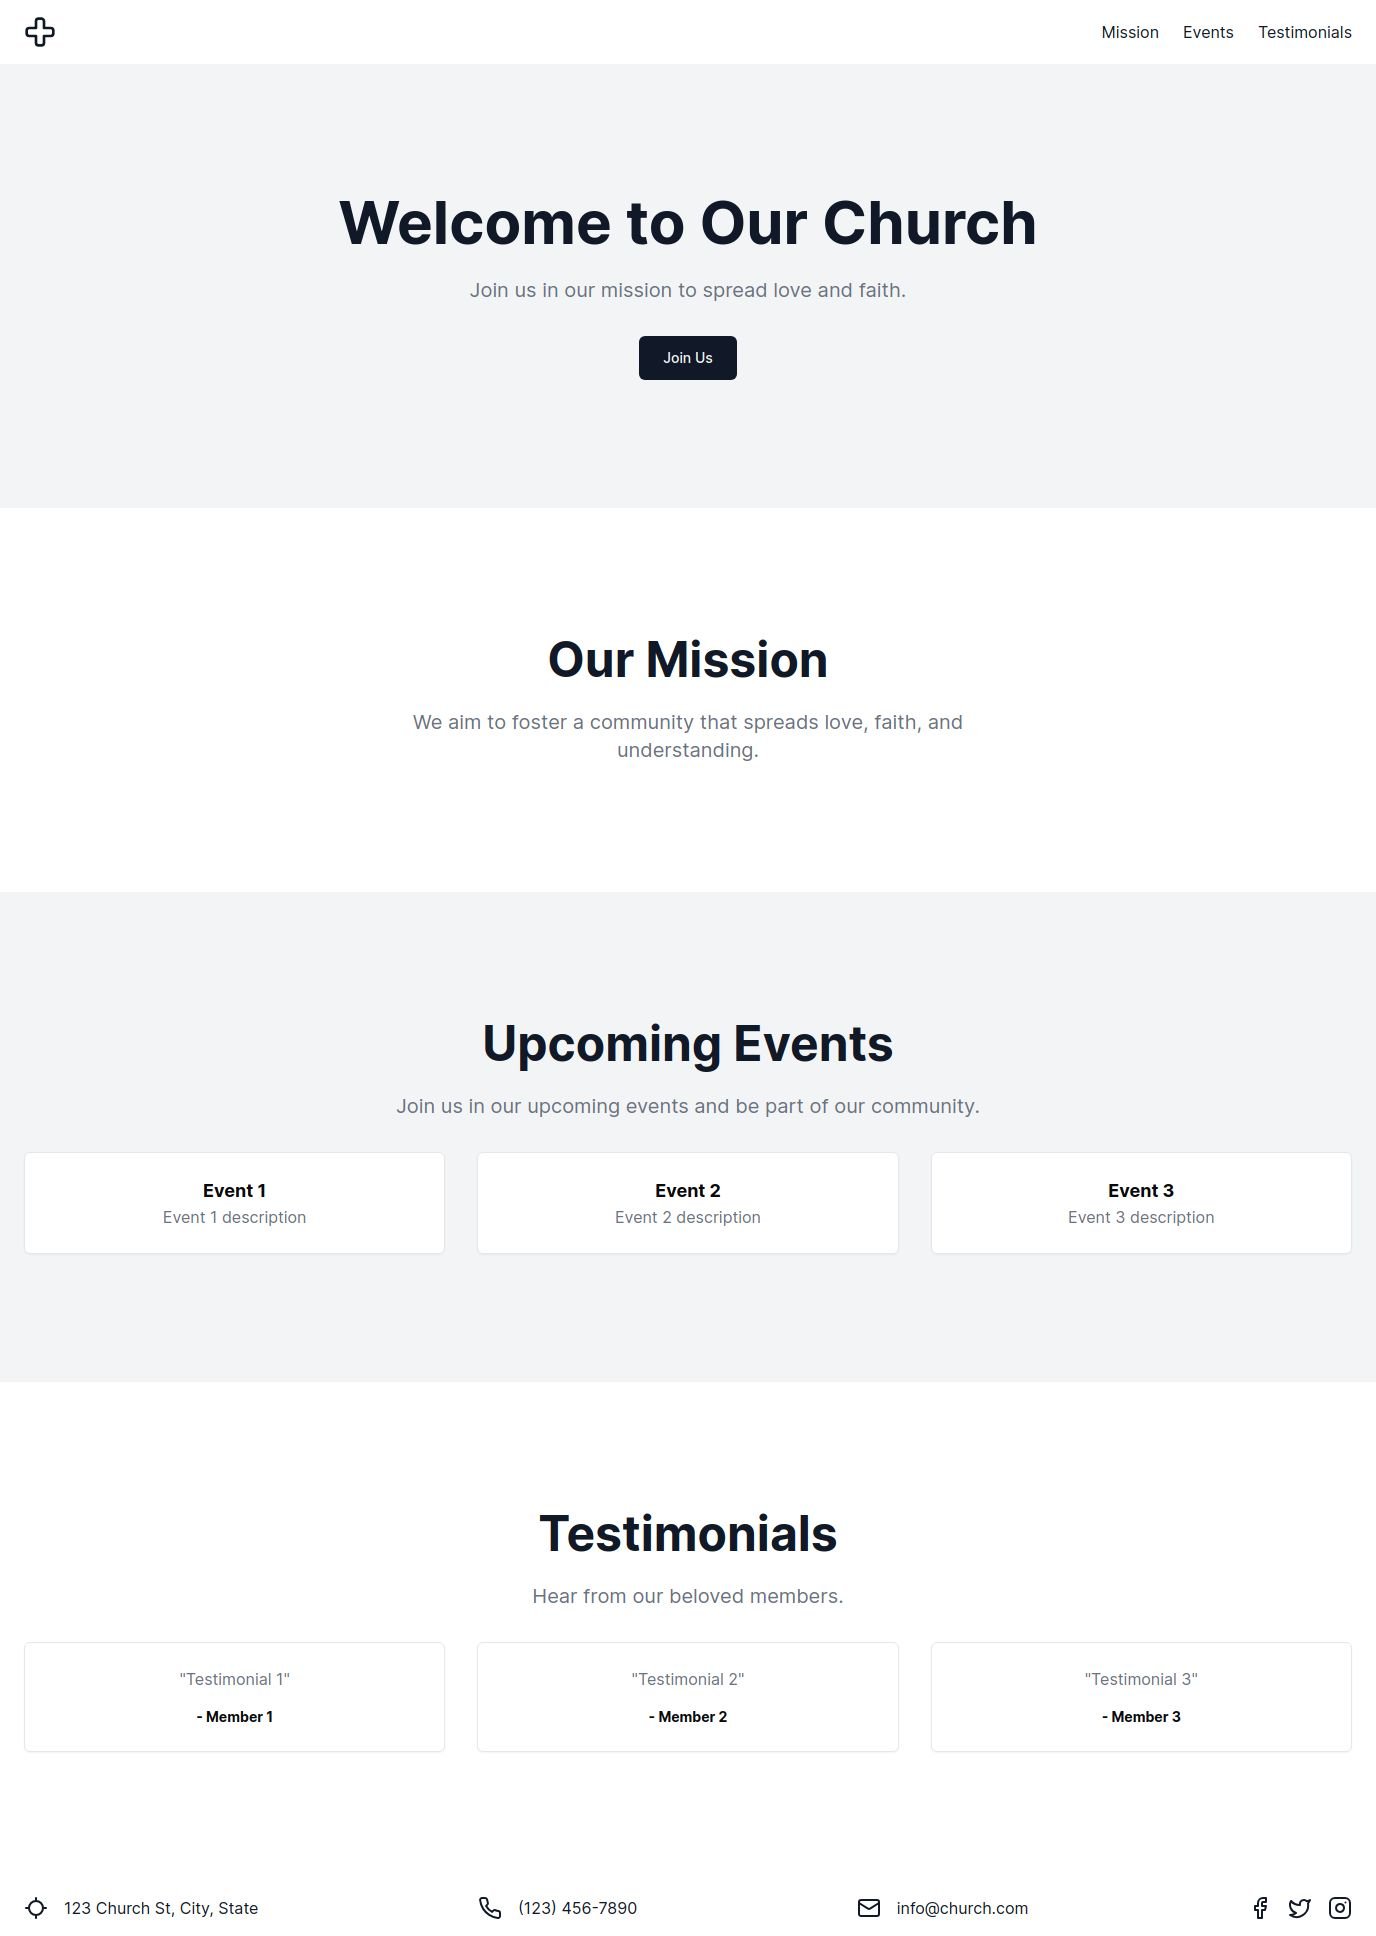 Mission Events Testimonials
Welcome to Our Church
Join us in our mission to spread love and faith.
Join Us
Our Mission
We aim to foster a community that spreads love, faith, and
understanding.
Upcoming Events
Join us in our upcoming events and be part of our community.
Event 1
Event 1 description
Event 2
Event 2 description
Event 3
Event 3 description
Testimonials
Hear from our beloved members.
"Testimonial 1"
- Member 1
"Testimonial 2"
- Member 2
"Testimonial 3"
- Member 3
123 Church St, City, State
(123) 456-7890
info@church.com